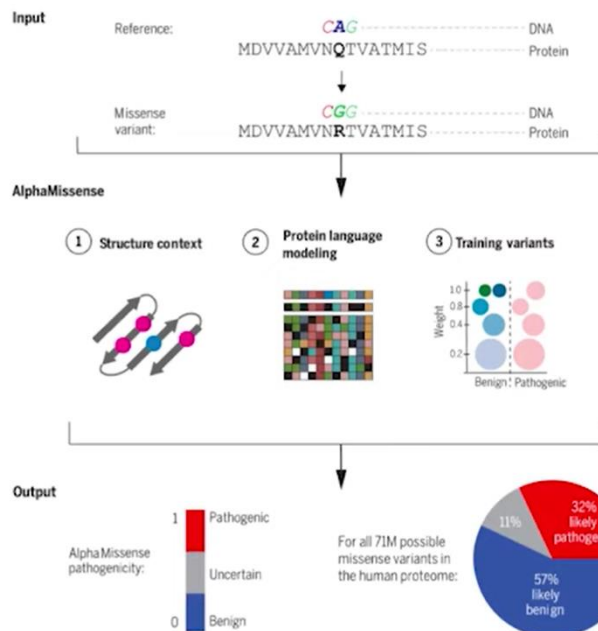 Input
Reference:
CAG
DNA
MDVVAMVNQTVATMIS
Protein
Missense
variant:
CGG
DNA
MDVVAMVNRTVATMIS
Protein
AlphaMissense
1 Structure context
2 Protein language
modeling
3 Training variants
Weight
1.0
0.8
0.4
0.2
Benign
Pathogenic
Output
AlphaMissense
pathogenicity:
1
0
Pathogenic
Uncertain
Benign
For all 71M possible
missense variants in
the human proteome:
11%
32%
likely
pathoge
57%
likely
benign